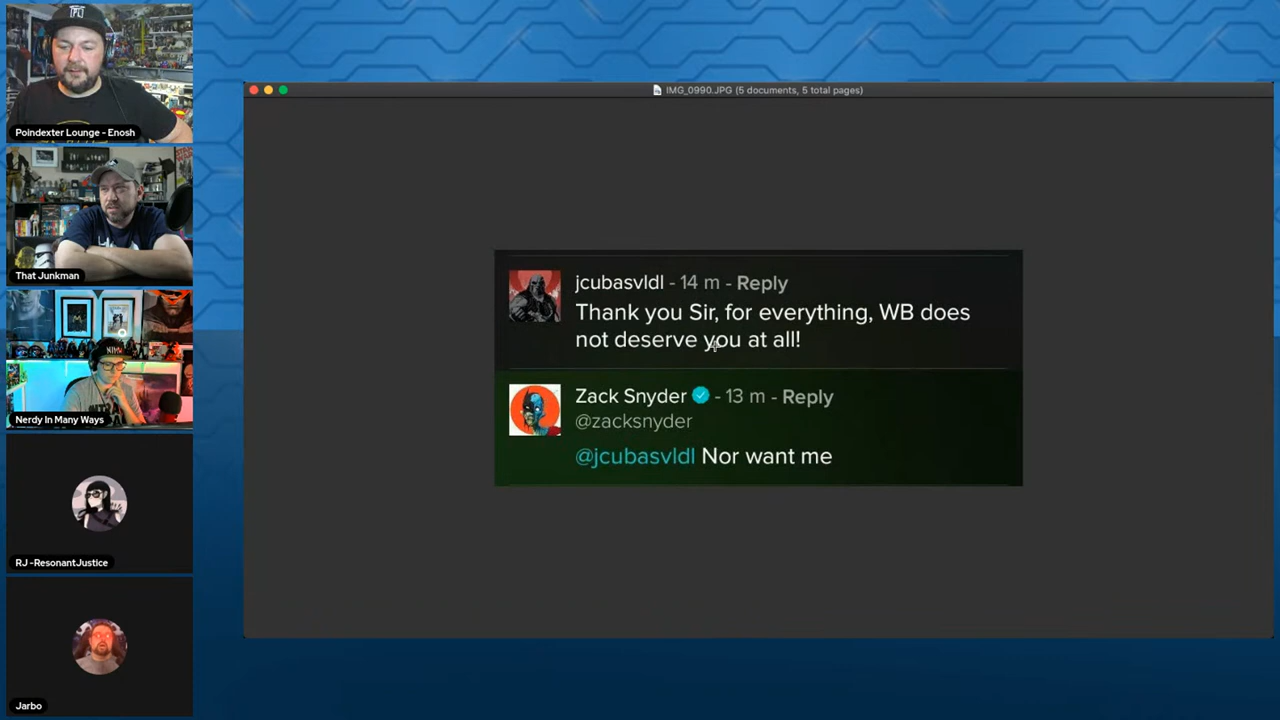 Poindexter Lounge - Enosh
That Junkman
Nerdy In Many Ways
RJ -ResonantJustice
Jarbo
IMG_0990.JPG (5 documents, 5 total pages)
jcubasvldl - 14 m - Reply
Thank you Sir, for everything, WB does
not deserve you at all!
Zack Snyder - 13 m - Reply
@zacksnyder
@jcubasvldl Nor want me